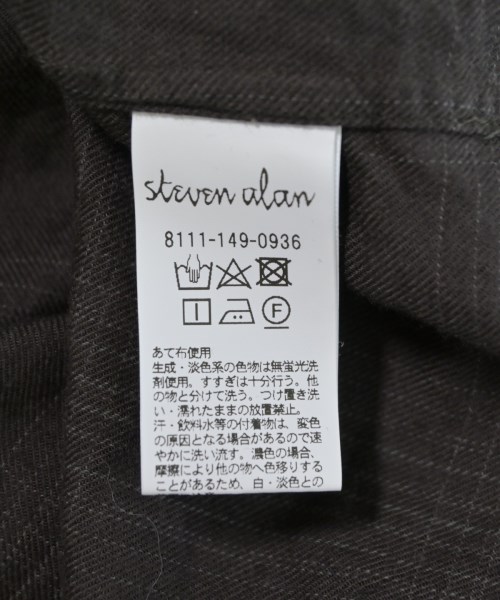 steven alan
8111-149-0936
F
あて布使用
生成・淡色系の色物は無蛍光洗
剤使用。すすぎは十分行う。他
の物と分けて洗う。つけ置き洗
い・濡れたままの放置禁止。
汗・飲料水等の付着物は、変色
の原因となる場合があるので速
やかに洗い流す。濃色の場合、
摩擦により他の物へ色移りする
ことがあるため、白・淡色との